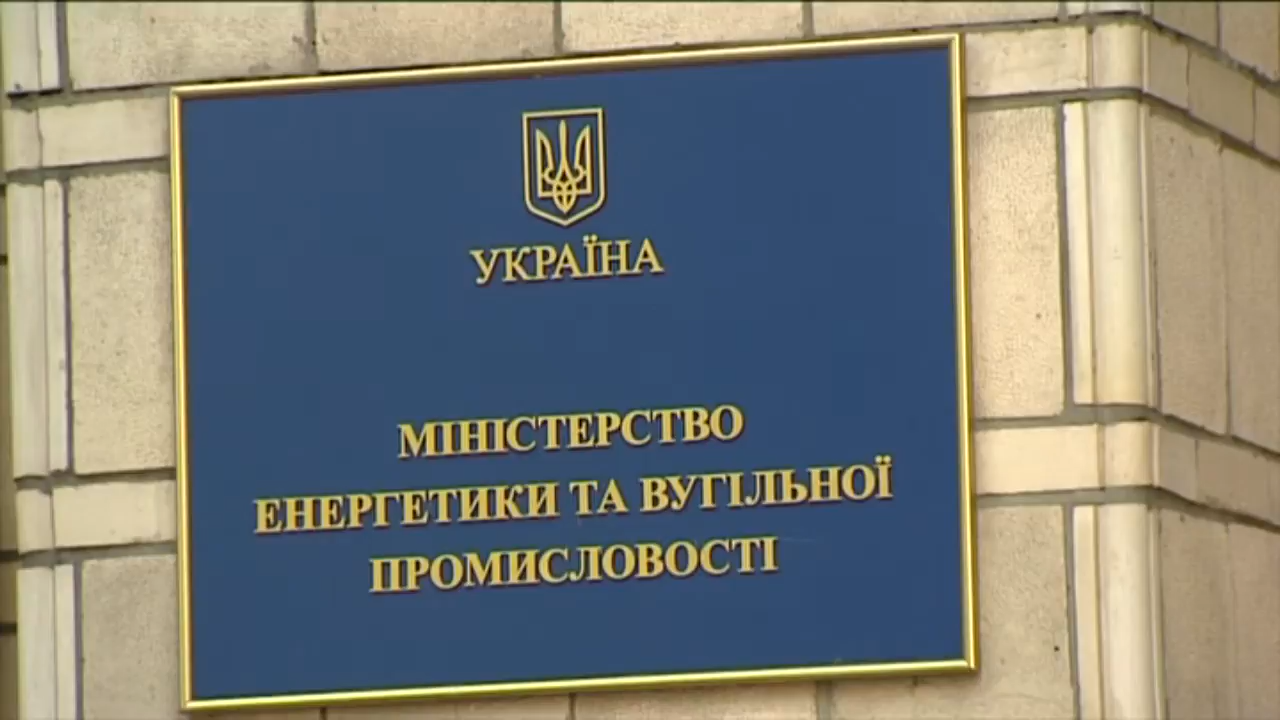 УКРАЇНА
МІНІСТЕРСТВО
ЕНЕРГЕТИКИ ТА ВУГІЛЬНОЇ
ПРОМИСЛОВОСТІ